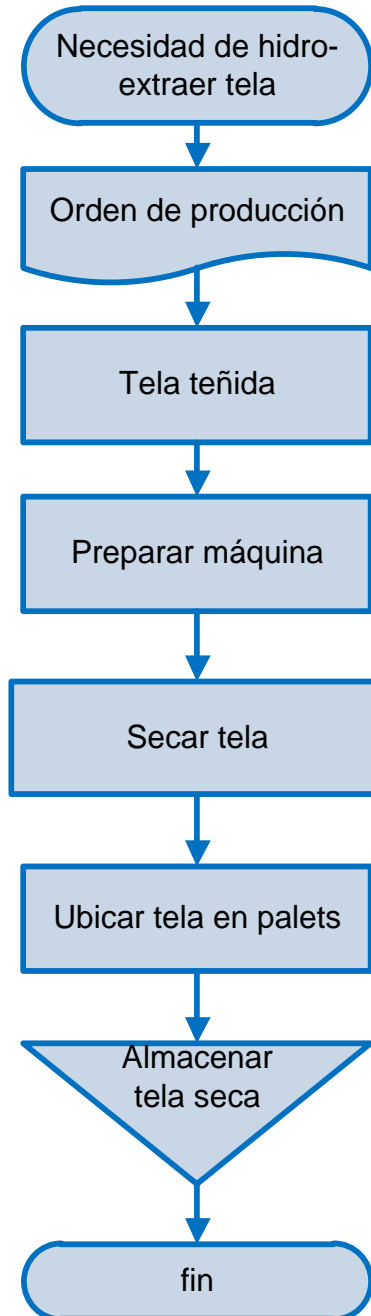 Necesidad de hidro-
extraer tela
Orden de producción
Tela teñida
Preparar máquina
Secar tela
Ubicar tela en palets
Almacenar
tela seca
fin